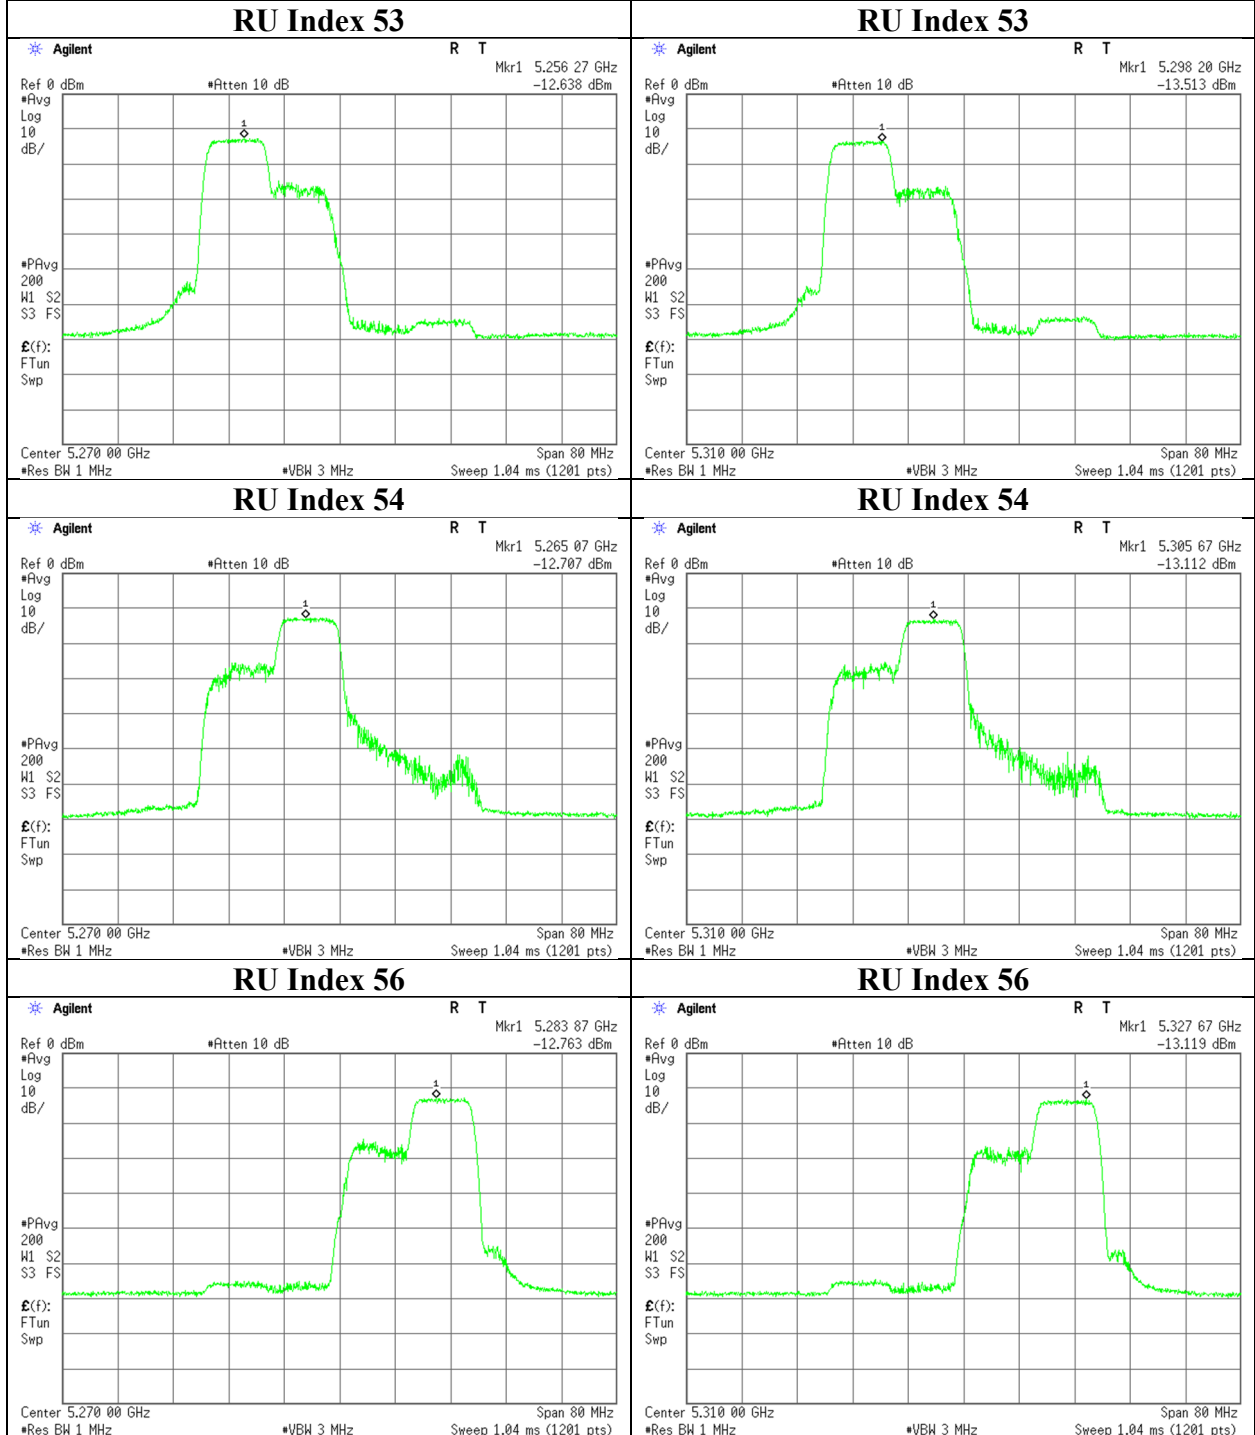 RU Index 53
RU Index 53
Agilent R T
Mkr1 5.256 27 GHz
Ref 0 dBm #Atten 10 dB -12.638 dBm
#Avg
Log
10
dB/
1
#PAvg
200
W1 S2
S3 FS
£(f):
FTun
Swp
Center 5.270 00 GHz Span 80 MHz
#Res BW 1 MHz #VBW 3 MHz Sweep 1.04 ms (1201 pts)
Agilent R T
Mkr1 5.298 20 GHz
Ref 0 dBm #Atten 10 dB -13.513 dBm
#Avg
Log
10
dB/
1
#PAvg
200
W1 S2
S3 FS
£(f):
FTun
Swp
Center 5.310 00 GHz Span 80 MHz
#Res BW 1 MHz #VBW 3 MHz Sweep 1.04 ms (1201 pts)
RU Index 54
RU Index 54
Agilent R T
Mkr1 5.265 07 GHz
Ref 0 dBm #Atten 10 dB -12.707 dBm
#Avg
Log
10
dB/
1
#PAvg
200
W1 S2
S3 FS
£(f):
FTun
Swp
Center 5.270 00 GHz Span 80 MHz
#Res BW 1 MHz #VBW 3 MHz Sweep 1.04 ms (1201 pts)
Agilent R T
Mkr1 5.305 67 GHz
Ref 0 dBm #Atten 10 dB -13.112 dBm
#Avg
Log
10
dB/
1
#PAvg
200
W1 S2
S3 FS
£(f):
FTun
Swp
Center 5.310 00 GHz Span 80 MHz
#Res BW 1 MHz #VBW 3 MHz Sweep 1.04 ms (1201 pts)
RU Index 56
RU Index 56
Agilent R T
Mkr1 5.283 87 GHz
Ref 0 dBm #Atten 10 dB -12.763 dBm
#Avg
Log
10
dB/
1
#PAvg
200
W1 S2
S3 FS
£(f):
FTun
Swp
Center 5.270 00 GHz Span 80 MHz
#Res BW 1 MHz #VBW 3 MHz Sweep 1.04 ms (1201 pts)
Agilent R T
Mkr1 5.327 67 GHz
Ref 0 dBm #Atten 10 dB -13.119 dBm
#Avg
Log
10
dB/
1
#PAvg
200
W1 S2
S3 FS
£(f):
FTun
Swp
Center 5.310 00 GHz Span 80 MHz
#Res BW 1 MHz #VBW 3 MHz Sweep 1.04 ms (1201 pts)